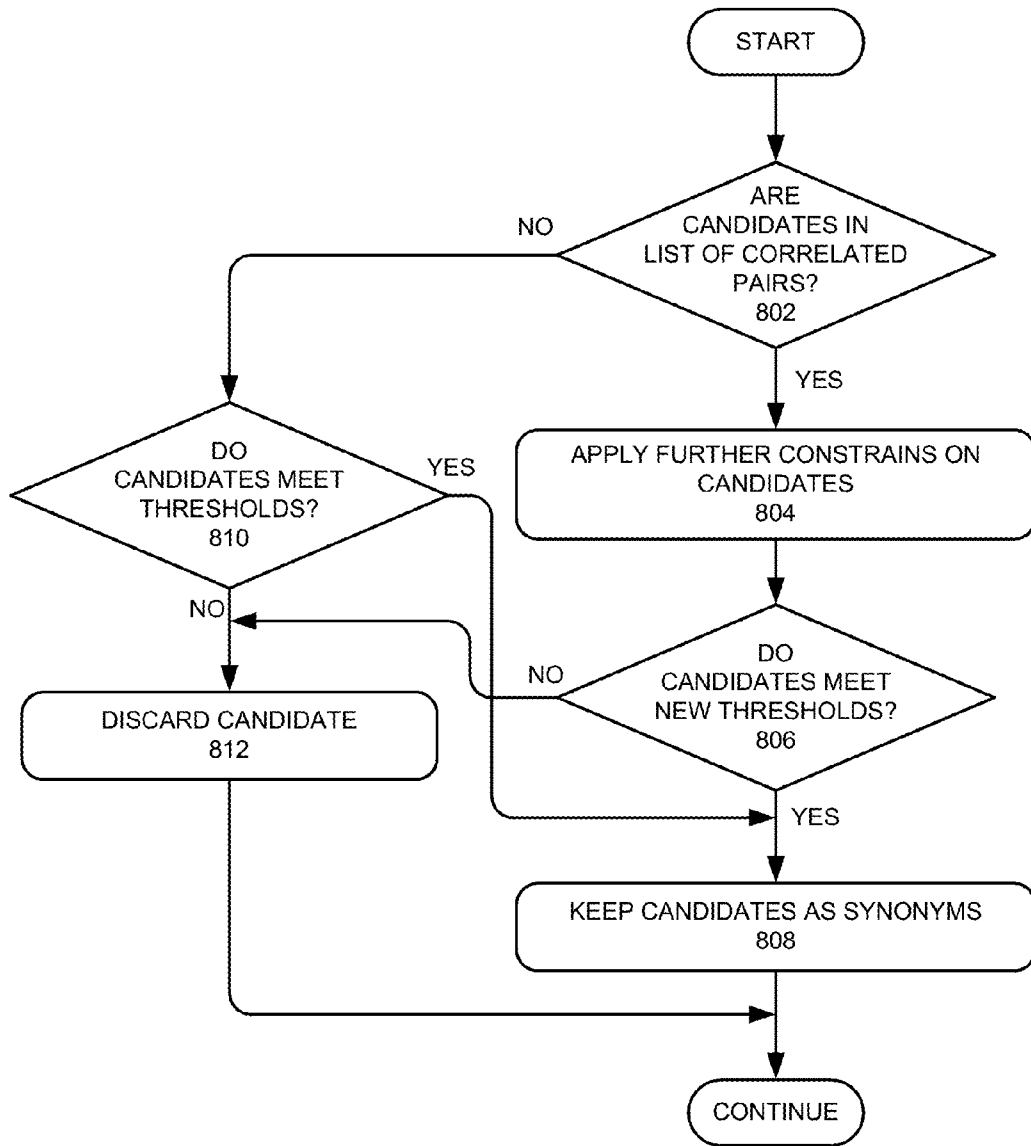 START
ARE
CANDIDATES IN
LIST OF CORRELATED
PAIRS?
802
NO
YES
APPLY FURTHER CONSTRAINS ON
CANDIDATES
804
DO
CANDIDATES MEET
THRESHOLDS?
810
YES
NO
DO
CANDIDATES MEET
NEW THRESHOLDS?
806
NO
YES
DISCARD CANDIDATE
812
KEEP CANDIDATES AS SYNONYMS
808
CONTINUE